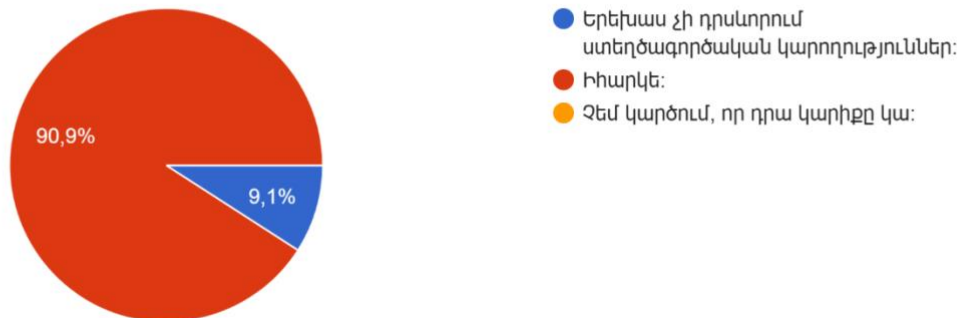 90,9%
9,1%
Երեխաս չի դրսևորում
ստեղծագործական կարողություններ:
Իհարկե:
Չեմ կարծում, որ դրա կարիքը կա: